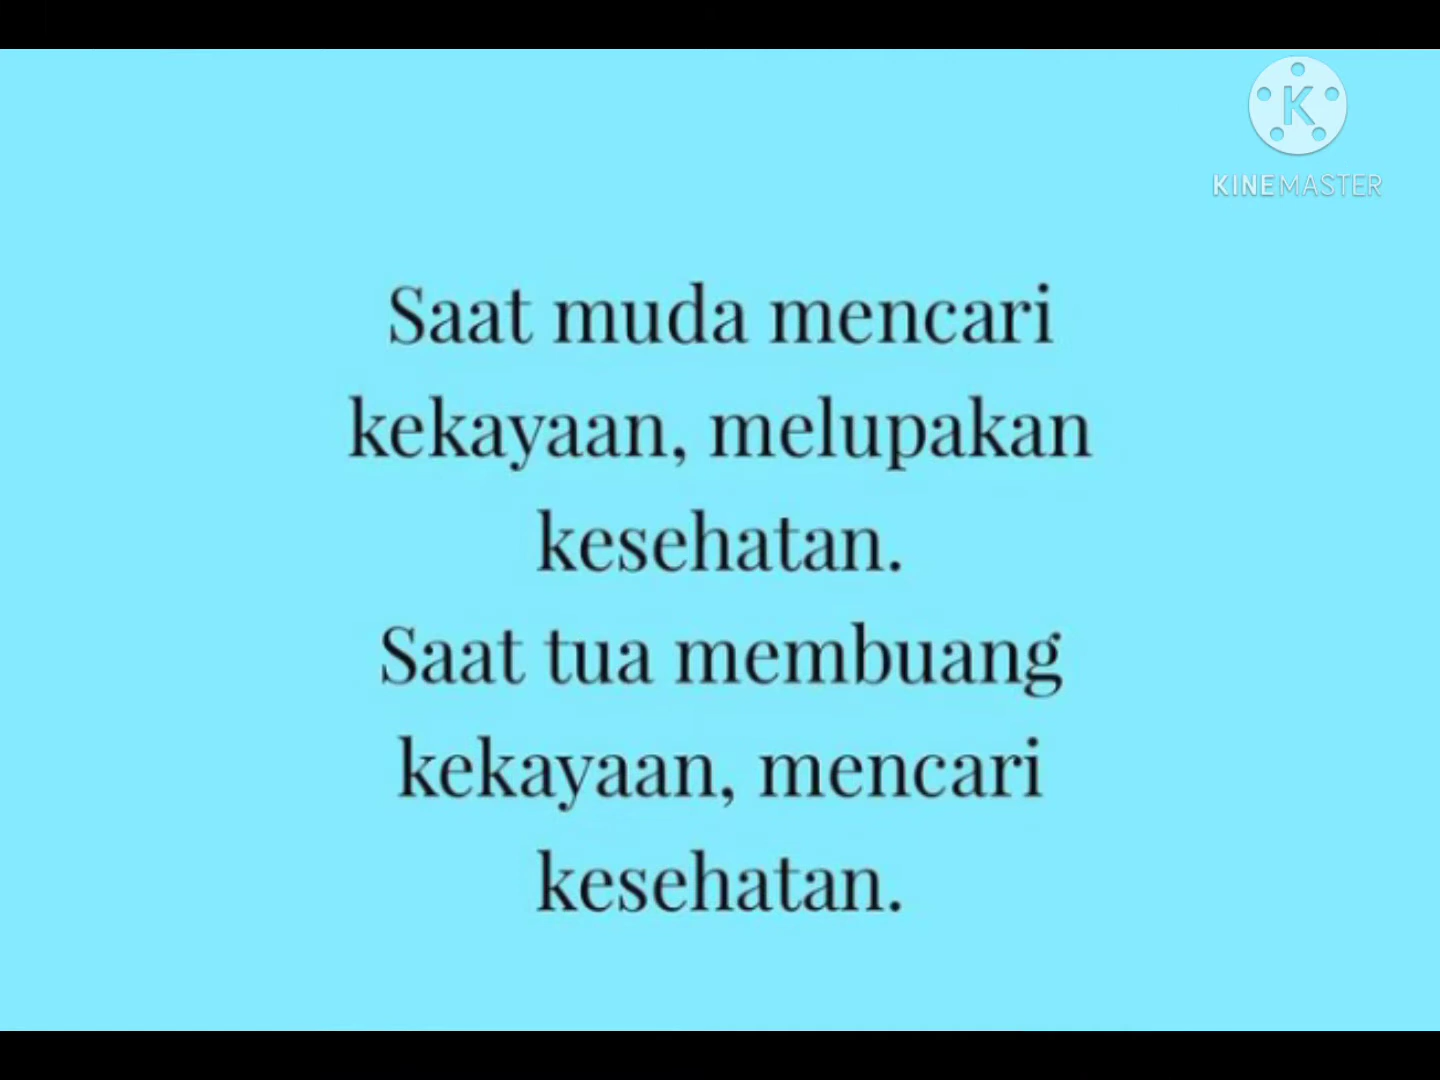 K
KINEMASTER
Saat muda mencari
kekayaan, melupakan
kesehatan.
Saat tua membuang
kekayaan, mencari
kesehatan.